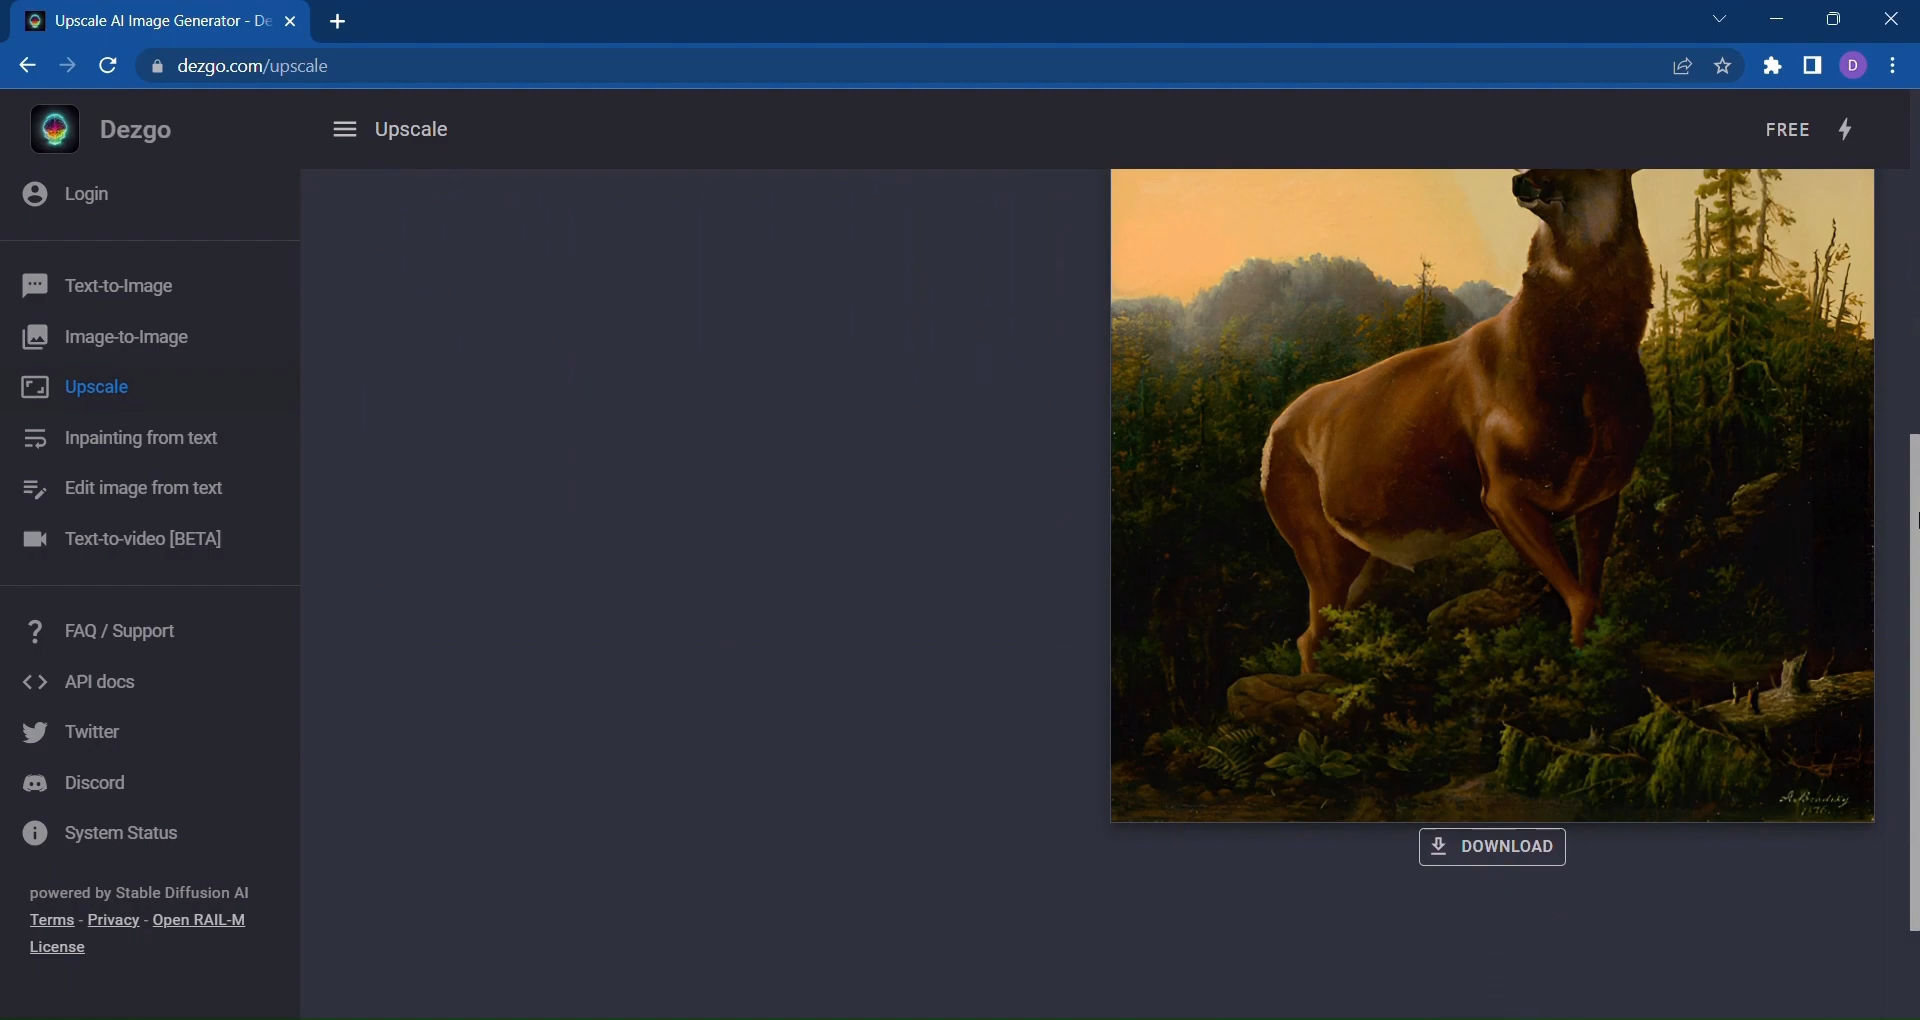 Upscale AI Image Generator - De
dezgo.com/upscale
D
Dezgo
Upscale
FREE
Login
Text-to-Image
Image-to-Image
Upscale
Inpainting from text
Edit image from text
Text-to-video [BETA]
FAQ / Support
API docs
Twitter
Discord
System Status
powered by Stable Diffusion AI
Terms - Privacy - Open RAIL-M
License
DOWNLOAD